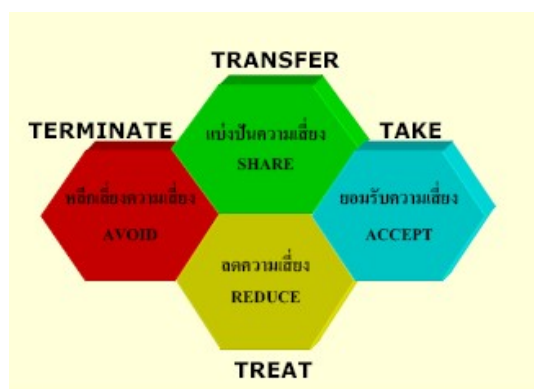 TRANSFER
TERMINATE
TAKE
แบ่งปันความเสี่ยง
SHARE
หลีกเลี่ยงความเสี่ยง
AVOID
ยอมรับความเสี่ยง
ACCEPT
ลดความเสี่ยง
REDUCE
TREAT